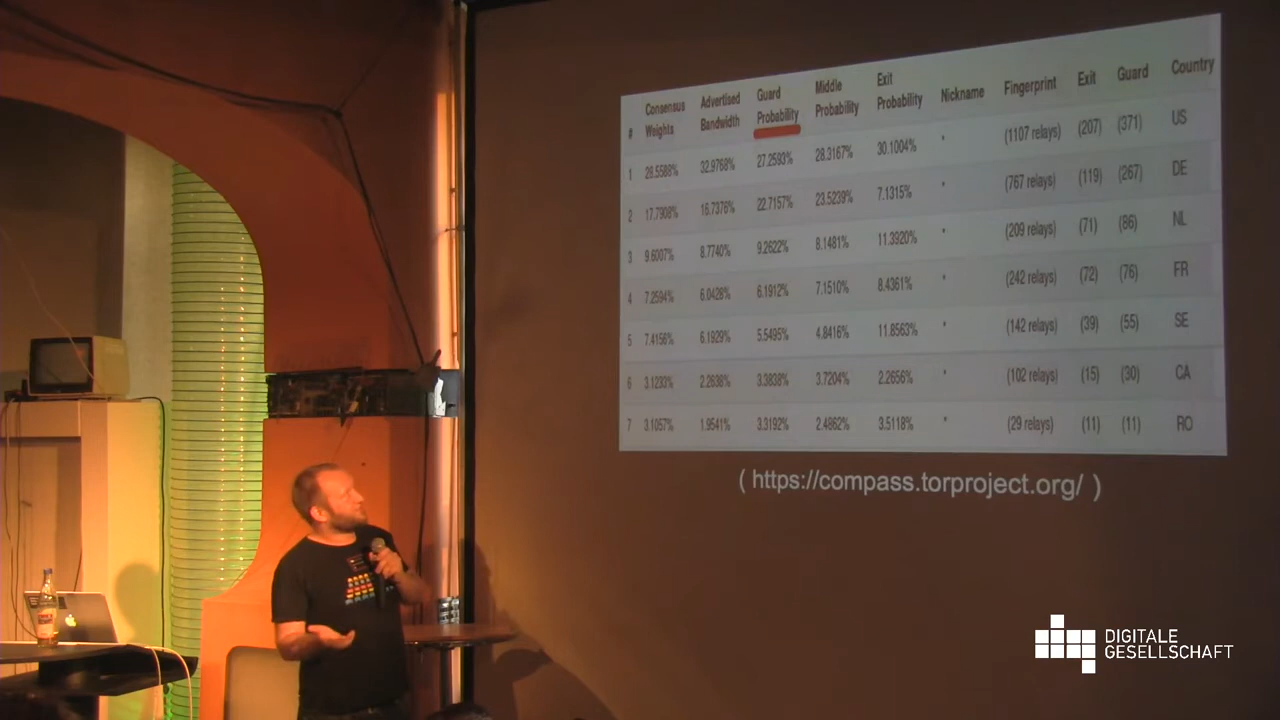 # Consensus Weights Advertised Bandwidth Guard Probability Middle Probability Exit Probability Nickname Fingerprint Exit Guard Country
1 28.5588% 32.9768% 27.2593% 28.3167% 30.1004% * (1107 relays) (207) (371) US
2 17.7908% 16.7376% 22.7157% 23.5239% 7.1315% * (767 relays) (119) (267) DE
3 9.6007% 8.7740% 9.2622% 8.1481% 11.3920% * (209 relays) (71) (86) NL
4 7.2594% 6.0428% 6.1912% 7.1510% 8.4361% * (242 relays) (72) (76) FR
5 7.4156% 6.1929% 5.5495% 4.8416% 11.8563% * (142 relays) (39) (55) SE
6 3.1233% 2.2638% 3.3838% 3.7204% 2.2656% * (102 relays) (15) (30) CA
7 3.1057% 1.9541% 3.3192% 2.4862% 3.5118% * (29 relays) (11) (11) RO
( https://compass.torproject.org/ )
DIGITALE
GESELLSCHAFT